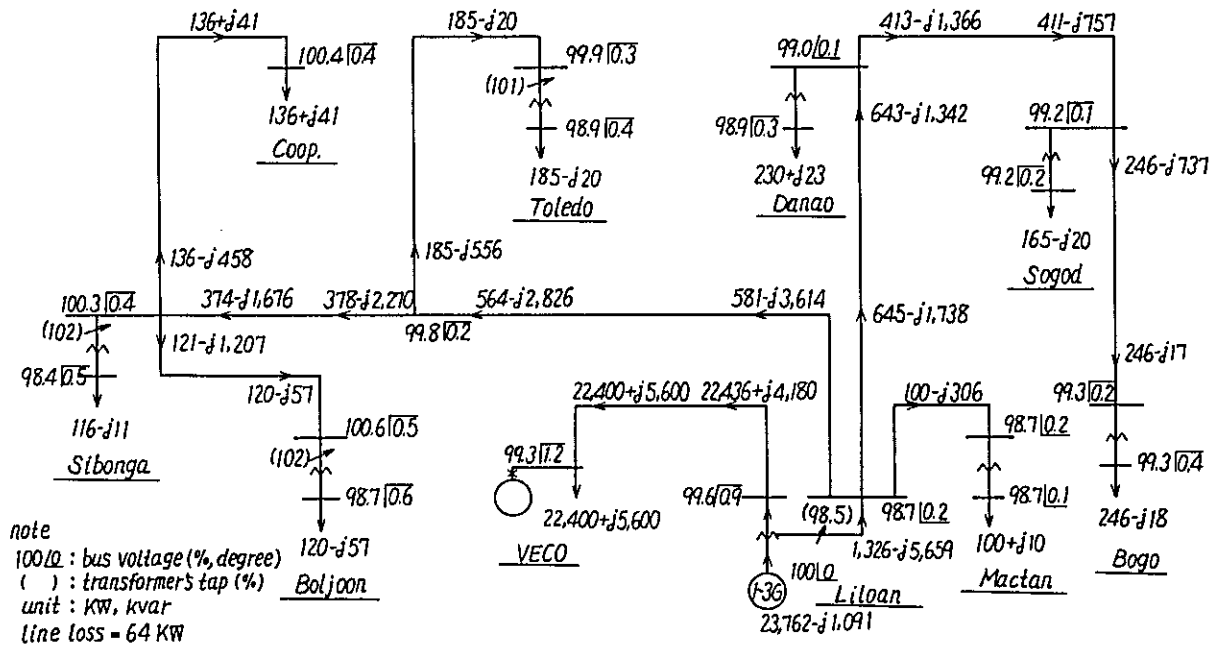 136+j41
100.4|0.4
136+j41
Coop.
185-j20
99.9|0.3
(101)
98.9|0.4
185-j20
Toledo
413-j1,366
411-j757
99.0|0.1
643-j1,342
98.9|0.3
230+j23
Danao
99.2|0.1
246-j737
99.2|0.2
165-j20
Sogod
136-j458
185-j556
100.3|0.4
374-j1,676
378-j2,210
564-j2,826
581-j3,614
645-j1,738
(102)
121-j1,207
99.8|0.2
98.4|0.5
120-j57
22,400+j5,600
22,436+j4,180
100-j306
246-j17
116-j11
Sibonga
100.6|0.5
(102)
99.3|1.2
98.7|0.2
99.3|0.2
98.7|0.6
99.6|0.9
(98.5)
98.7|0.2
98.7|0.1
99.3|0.4
120-j57
Boljoon
22,400+j5,600
VECO
1,326-j5,659
100+j10
Mactan
246-j18
Bogo
100|0
1-3G
Liloan
23,762-j1,091
note
100|0 : bus voltage (%, degree)
( ) : transformer's tap (%)
unit : KW, kvar
line loss = 64 KW